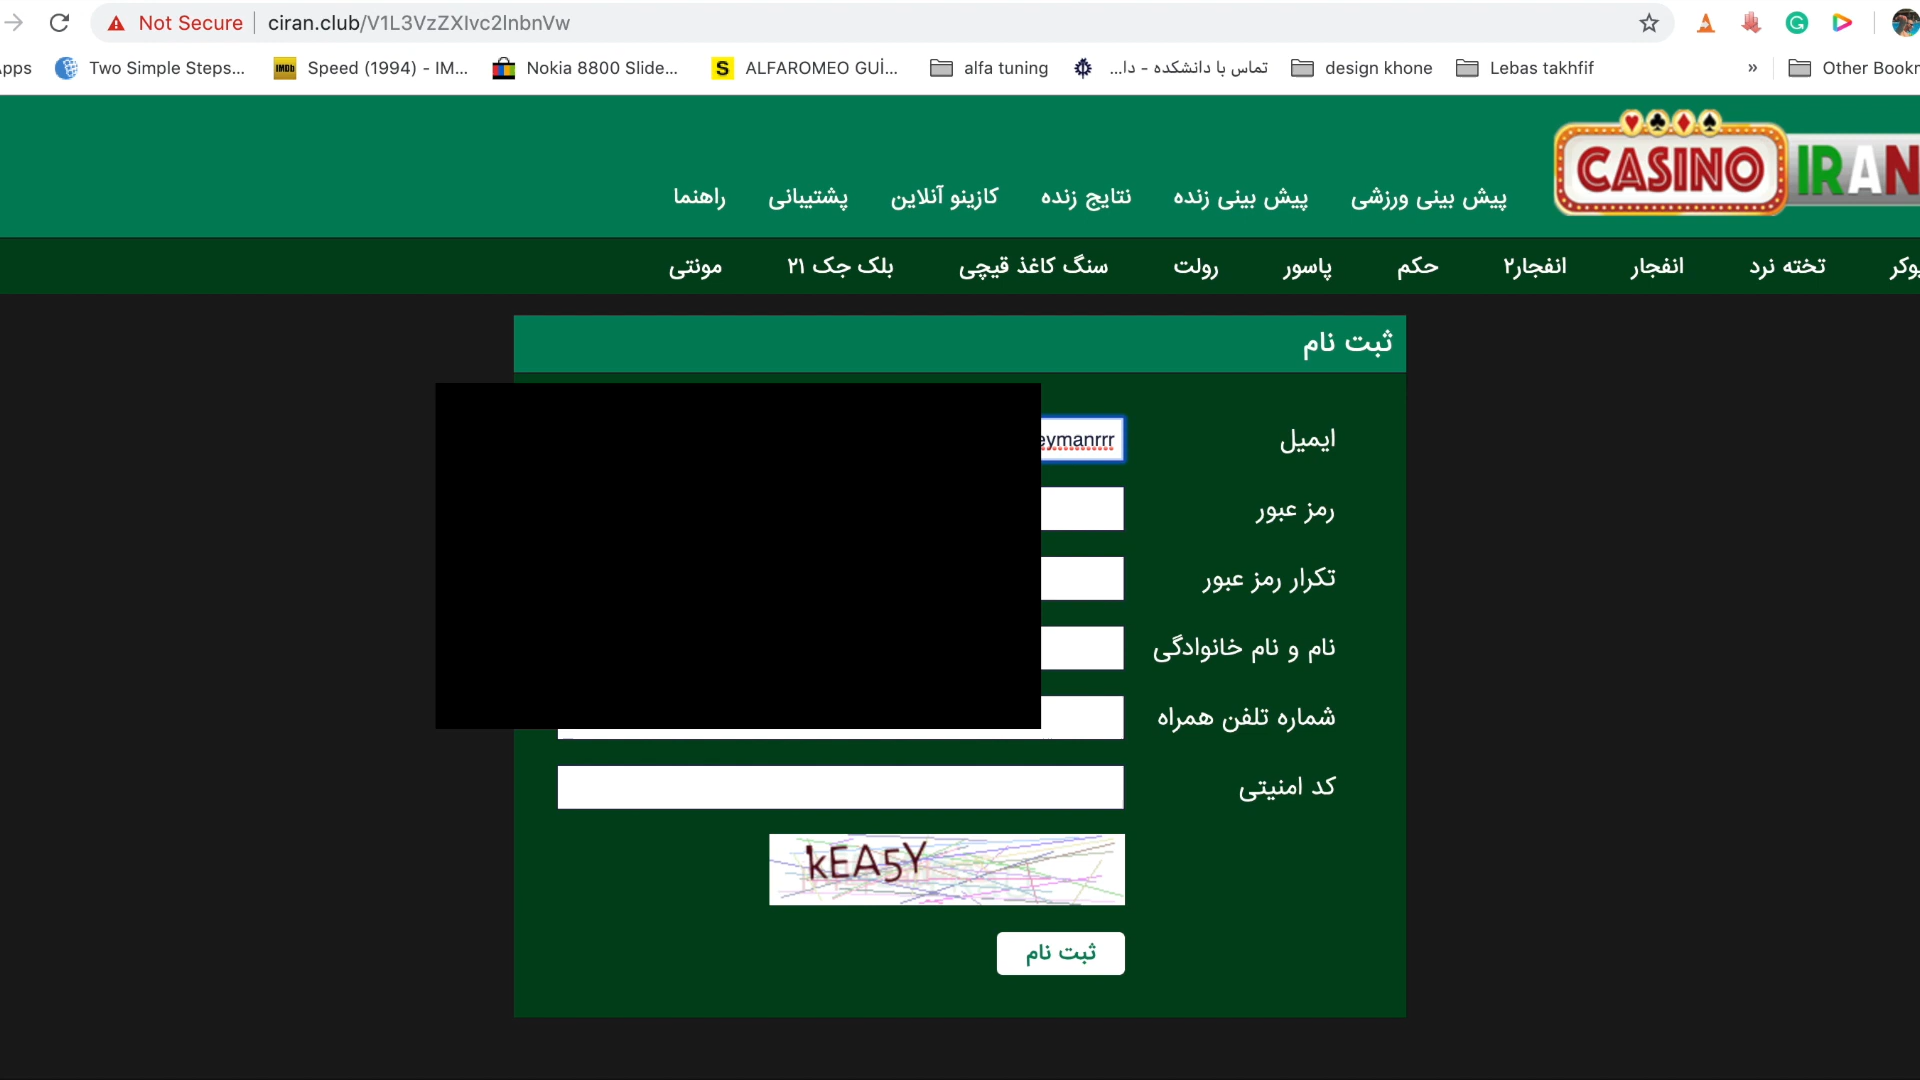 Not Secure ciran.club/V1L3VzZXIvc2lnbnVw
Two Simple Steps... IMDb Speed (1994) - IM... Nokia 8800 Slide... S ALFAROMEO GUİ... alfa tuning تماس با دانشکده - دا... design khone Lebas takhfif » Other Bookr
CASINO IRAN
پیش بینی ورزشی پیش بینی زنده نتایج زنده کازینو آنلاین پشتیبانی راهنما
تخته نرد انفجار انفجار۲ حکم پاسور رولت سنگ کاغذ قیچی بلک جک ۲۱ مونتی
ثبت نام
ایمیل eymanrrr
رمز عبور
تکرار رمز عبور
نام و نام خانوادگی
شماره تلفن همراه
کد امنیتی
kEA5Y
ثبت نام